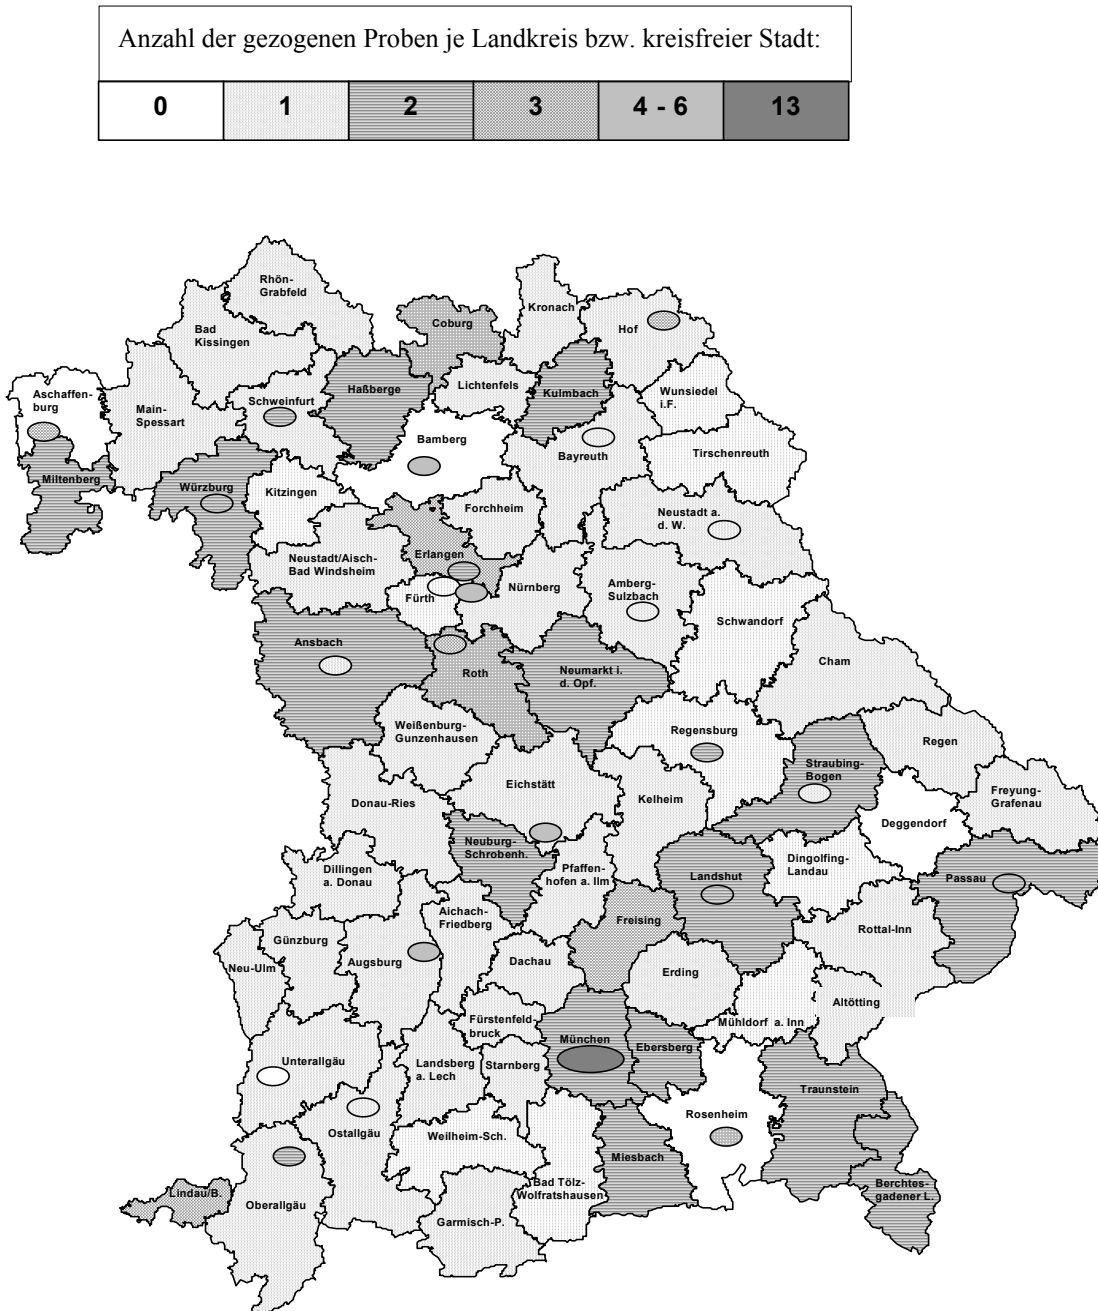 Anzahl der gezogenen Proben je Landkreis bzw. kreisfreier Stadt:
0 1 2 3 4 - 6 13
Rhön-
Grabfeld
Kronach
Coburg
Hof
Bad
Kissingen
Lichtenfels
Haßberge
Kulmbach
Wunsiedel
i.F.
Aschaffen-
burg
Schweinfurt
Main-
Spessart
Bamberg
Bayreuth
Tirschenreuth
Miltenberg
Würzburg
Kitzingen
Forchheim
Neustadt a.
d. W.
Erlangen
Neustadt/Aisch-
Bad Windsheim
Nürnberg
Amberg-
Sulzbach
Fürth
Schwandorf
Ansbach
Roth
Neumarkt i.
d. Opf.
Cham
Weißenburg-
Gunzenhausen
Regensburg
Regen
Straubing-
Bogen
Eichstätt
Kelheim
Freyung-
Grafenau
Donau-Ries
Deggendorf
Neuburg-
Schrobenh.
Dillingen
a. Donau
Pfaffen-
hofen a. Ilm
Dingolfing-
Landau
Landshut
Passau
Aichach-
Friedberg
Freising
Rottal-Inn
Günzburg
Neu-Ulm
Augsburg
Dachau
Erding
Altötting
Fürstenfeld-
bruck
Mühldorf a. Inn
München
Ebersberg
Unterallgäu
Landsberg
a. Lech
Starnberg
Traunstein
Rosenheim
Ostallgäu
Weilheim-Sch.
Miesbach
Bad Tölz-
Wolfratshausen
Berchtes-
gadener L.
Lindau/B.
Oberallgäu
Garmisch-P.